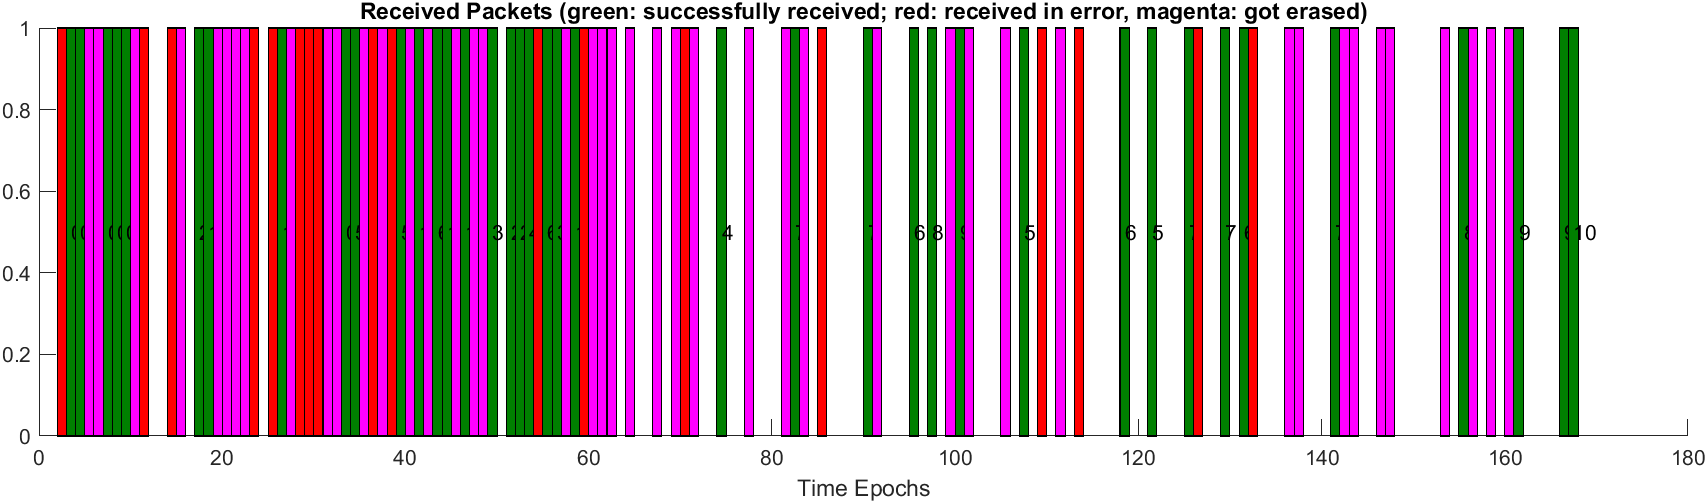 Received Packets (green: successfully received; red: received in error, magenta: got erased)
1
0.8
0.6
0.4
0.2
0
3 4 6 8 5 6 5 7 9 10
0 20 40 60 80 100 120 140 160 180
Time Epochs